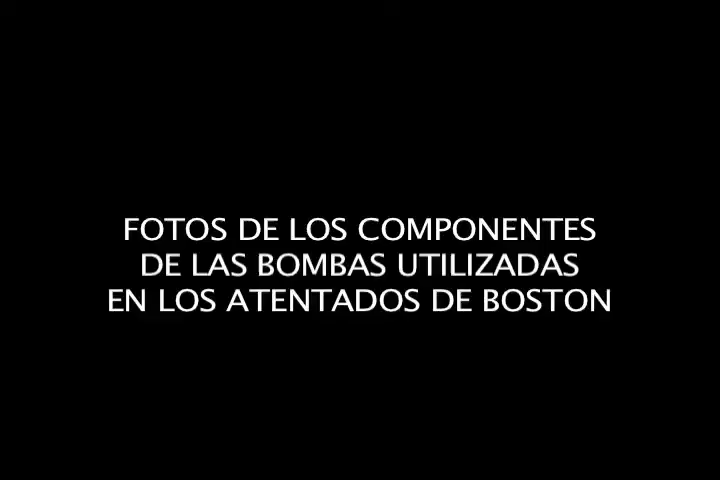 FOTOS DE LOS COMPONENTES
DE LAS BOMBAS UTILIZADAS
EN LOS ATENTADOS DE BOSTON